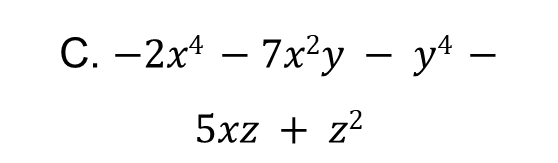 C. −2x⁴ − 7x²y − y⁴ −
5xz + z²